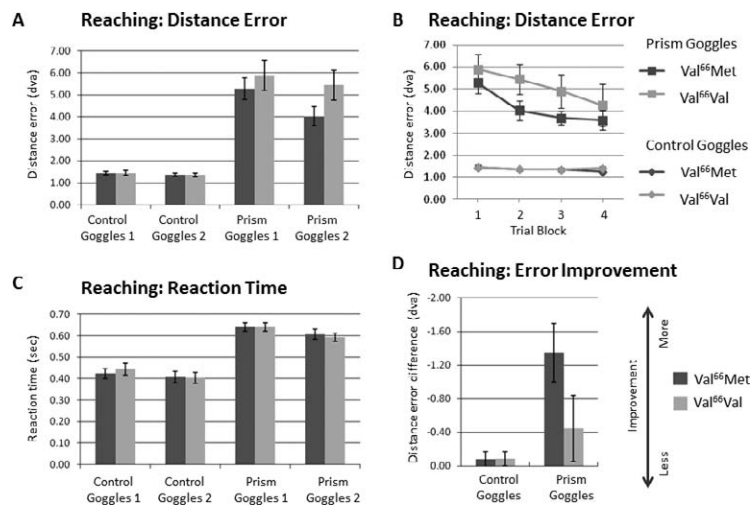 A Reaching: Distance Error
Distance error (dva)
7.00
6.00
5.00
4.00
3.00
2.00
1.00
0.00
Control Goggles 1
Control Goggles 2
Prism Goggles 1
Prism Goggles 2
B Reaching: Distance Error
Distance error (dva)
7.00
6.00
5.00
4.00
3.00
2.00
1.00
0.00
1 2 3 4
Trial Block
Prism Goggles
Val⁶⁶Met
Val⁶⁶Val
Control Goggles
Val⁶⁶Met
Val⁶⁶Val
C Reaching: Reaction Time
Reaction time (sec)
0.70
0.60
0.50
0.40
0.30
0.20
0.10
0.00
Control Goggles 1
Control Goggles 2
Prism Goggles 1
Prism Goggles 2
D Reaching: Error Improvement
Distance error difference (dva)
-2.00
-1.60
-1.20
-0.80
-0.40
0.00
Control Goggles
Prism Goggles
More
Improvement
Less
Val⁶⁶Met
Val⁶⁶Val